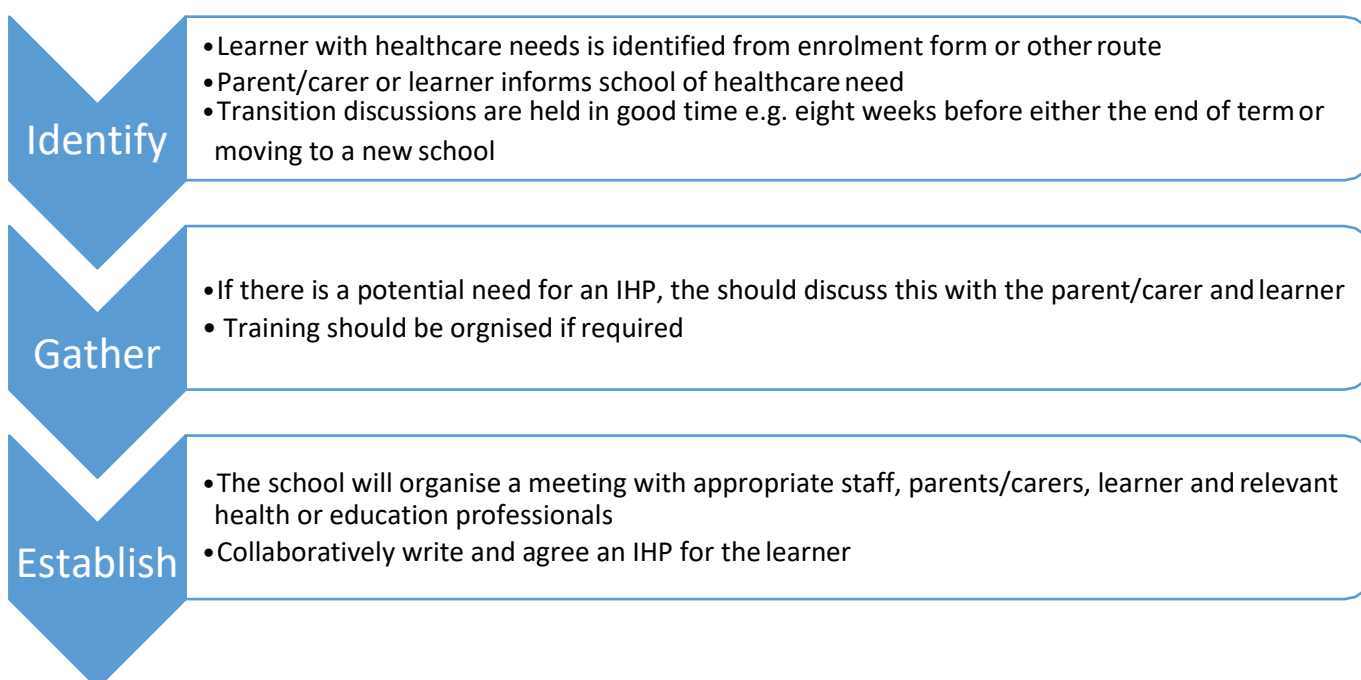 Identify
•Learner with healthcare needs is identified from enrolment form or other route
•Parent/carer or learner informs school of healthcare need
•Transition discussions are held in good time e.g. eight weeks before either the end of term or
moving to a new school
Gather
•If there is a potential need for an IHP, the should discuss this with the parent/carer and learner
• Training should be orgnised if required
Establish
•The school will organise a meeting with appropriate staff, parents/carers, learner and relevant
health or education professionals
•Collaboratively write and agree an IHP for the learner